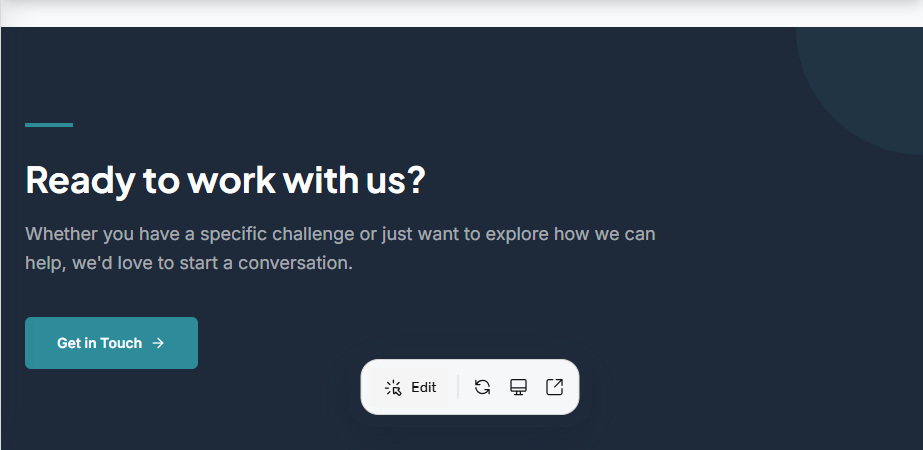 Ready to work with us?
Whether you have a specific challenge or just want to explore how we can
help, we'd love to start a conversation.
Get in Touch →
Edit